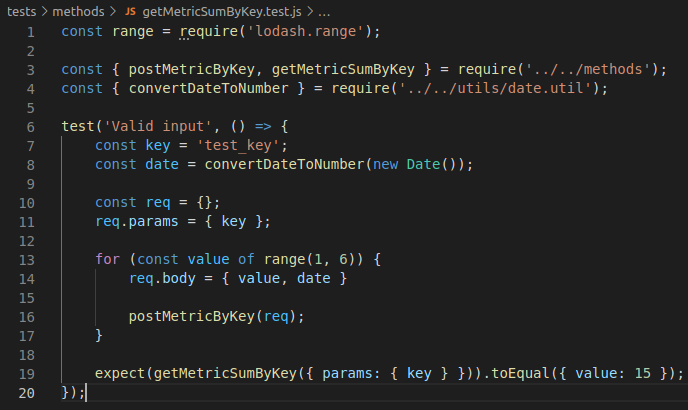 tests > methods > JS getMetricSumByKey.test.js > ...
1 const range = require('lodash.range');
2
3 const { postMetricByKey, getMetricSumByKey } = require('../../methods');
4 const { convertDateToNumber } = require('../../utils/date.util');
5
6 test('Valid input', () => {
7     const key = 'test_key';
8     const date = convertDateToNumber(new Date());
9
10     const req = {};
11     req.params = { key };
12
13     for (const value of range(1, 6)) {
14         req.body = { value, date }
15
16         postMetricByKey(req);
17     }
18
19     expect(getMetricSumByKey({ params: { key } })).toEqual({ value: 15 });
20 });